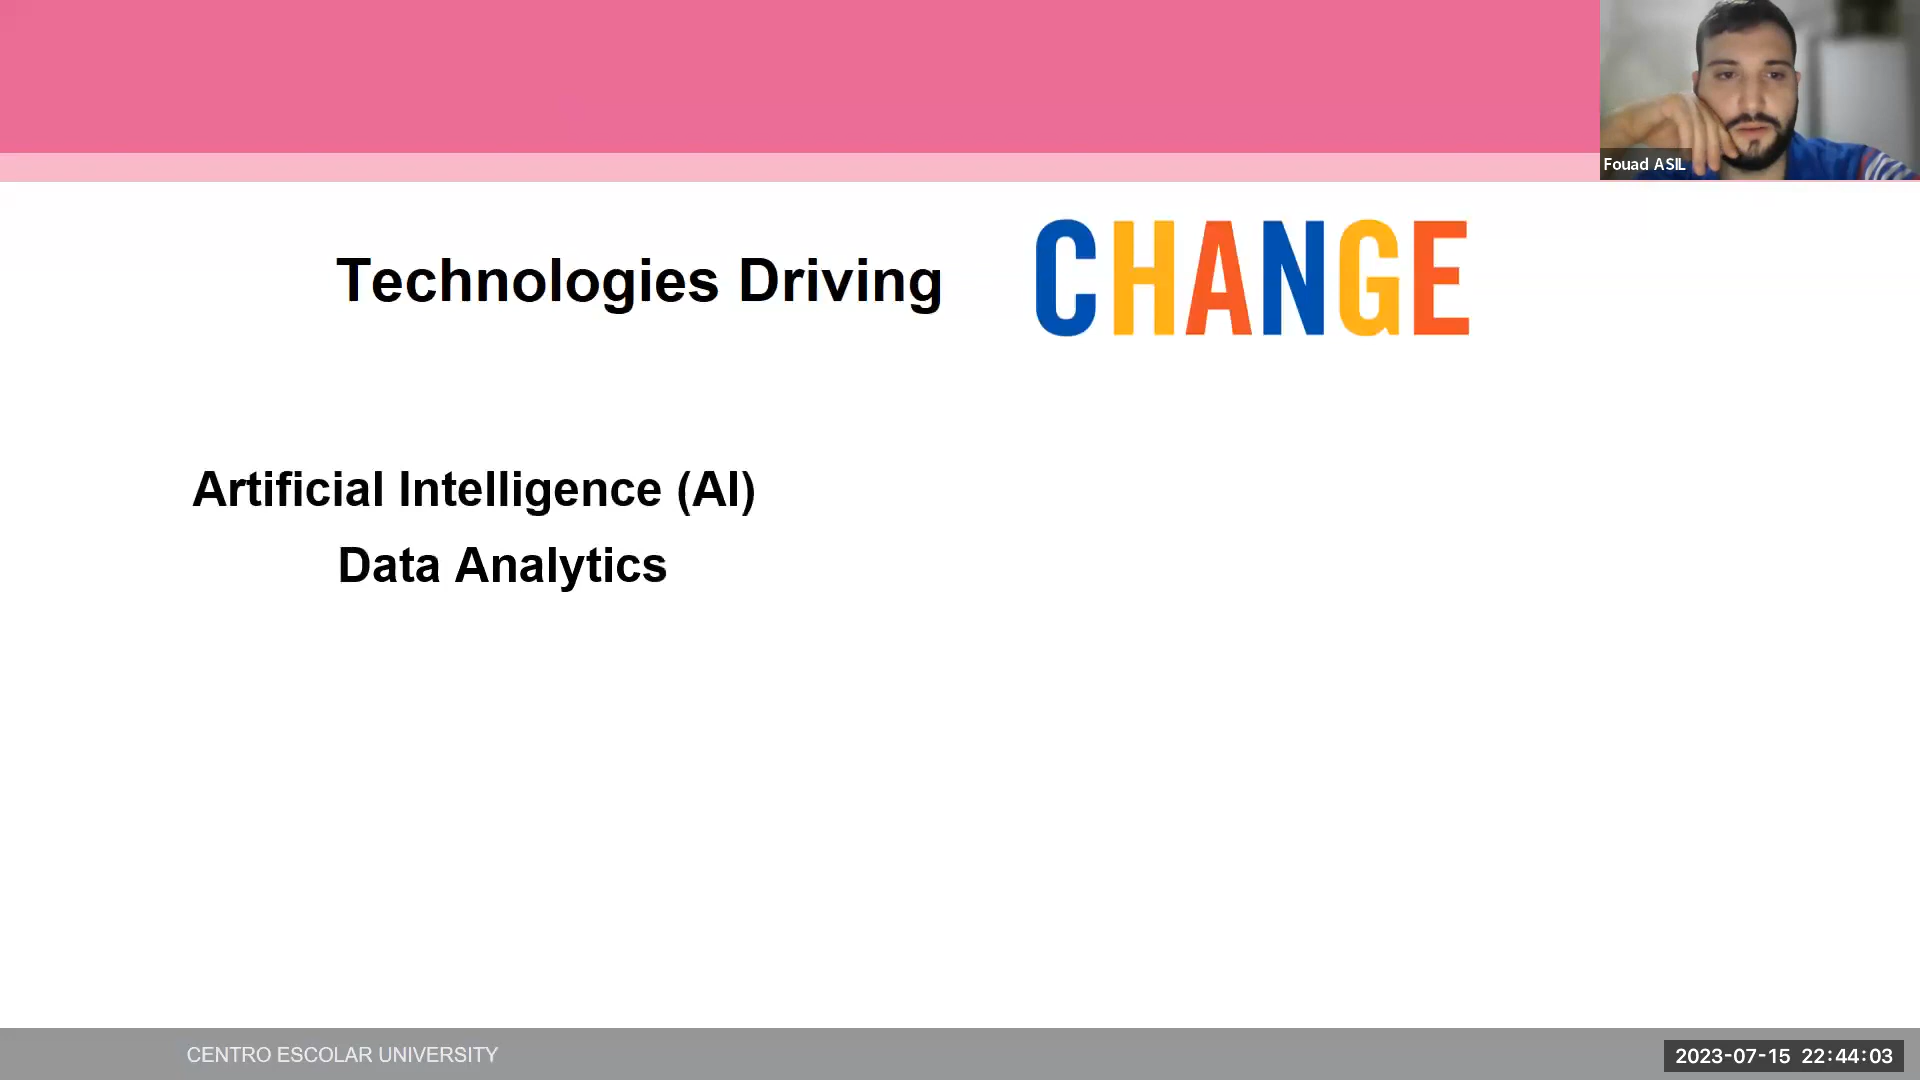 Fouad ASIL
Technologies Driving CHANGE
Artificial Intelligence (AI)
Data Analytics
CENTRO ESCOLAR UNIVERSITY
2023-07-15 22:44:03